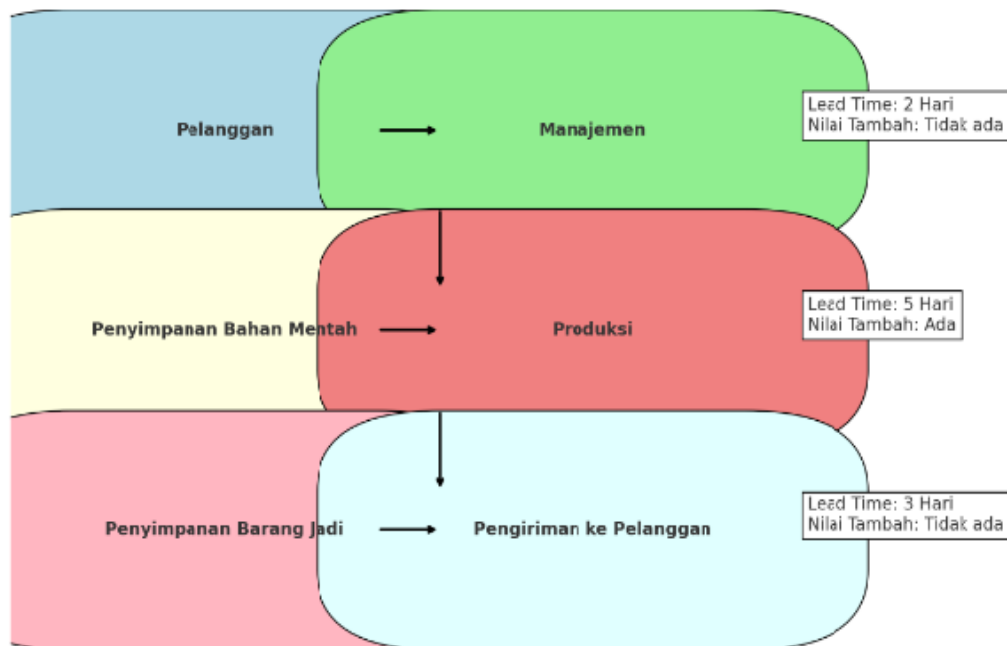 Pelanggan
Manajemen
Lead Time: 2 Hari
Nilai Tambah: Tidak ada
Penyimpanan Bahan Mentah
Produksi
Lead Time: 5 Hari
Nilai Tambah: Ada
Penyimpanan Barang Jadi
Pengiriman ke Pelanggan
Lead Time: 3 Hari
Nilai Tambah: Tidak ada